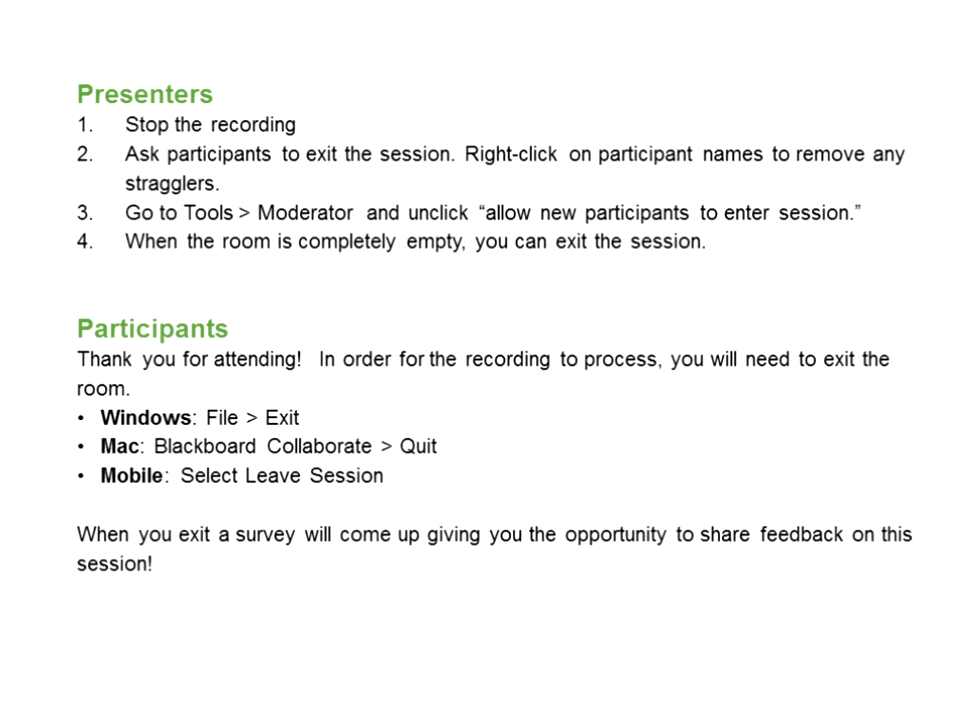 Presenters
1. Stop the recording
2. Ask participants to exit the session. Right-click on participant names to remove any
stragglers.
3. Go to Tools > Moderator and unclick “allow new participants to enter session.”
4. When the room is completely empty, you can exit the session.
Participants
Thank you for attending! In order for the recording to process, you will need to exit the
room.
• Windows: File > Exit
• Mac: Blackboard Collaborate > Quit
• Mobile: Select Leave Session
When you exit a survey will come up giving you the opportunity to share feedback on this
session!